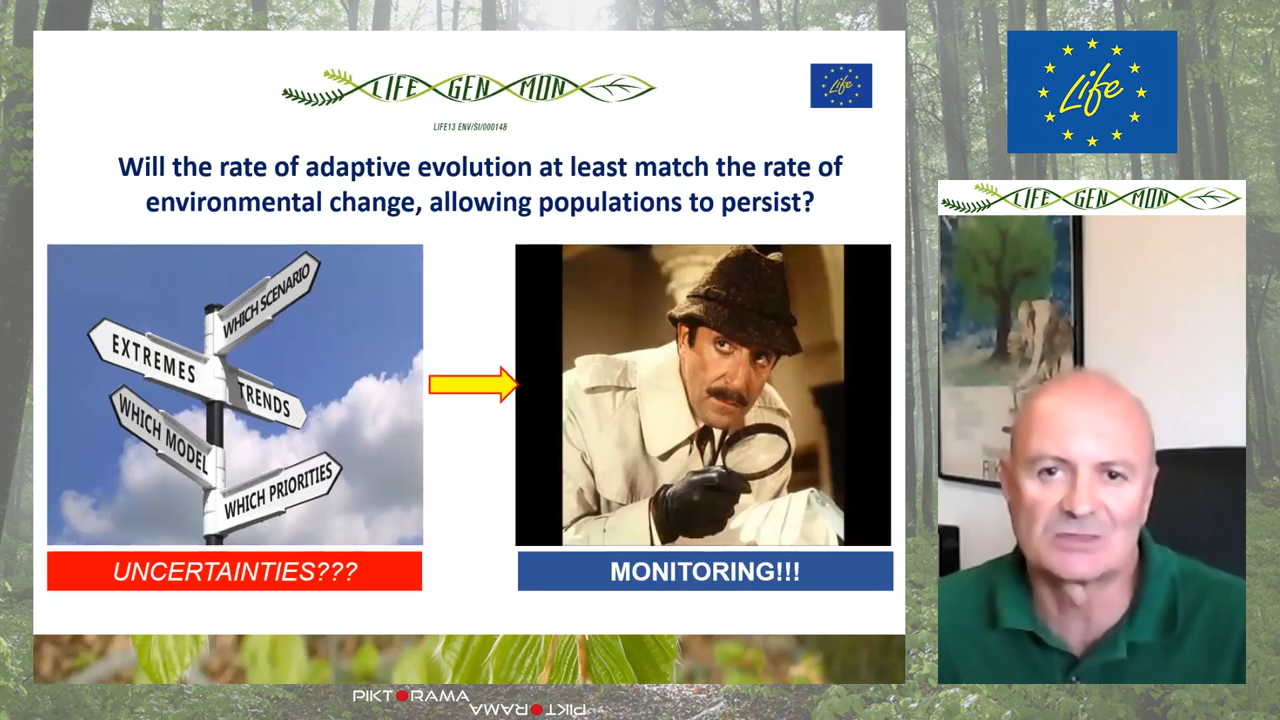 LIFE GEN MON
LIFE13 ENV/SI/000148
Life
Will the rate of adaptive evolution at least match the rate of
environmental change, allowing populations to persist?
WHICH SCENARIO
EXTREMES
TRENDS
WHICH MODEL
WHICH PRIORITIES
UNCERTAINTIES???
MONITORING!!!
Life
LIFE GEN MON
PIKTORAMA
PIKTORAMA